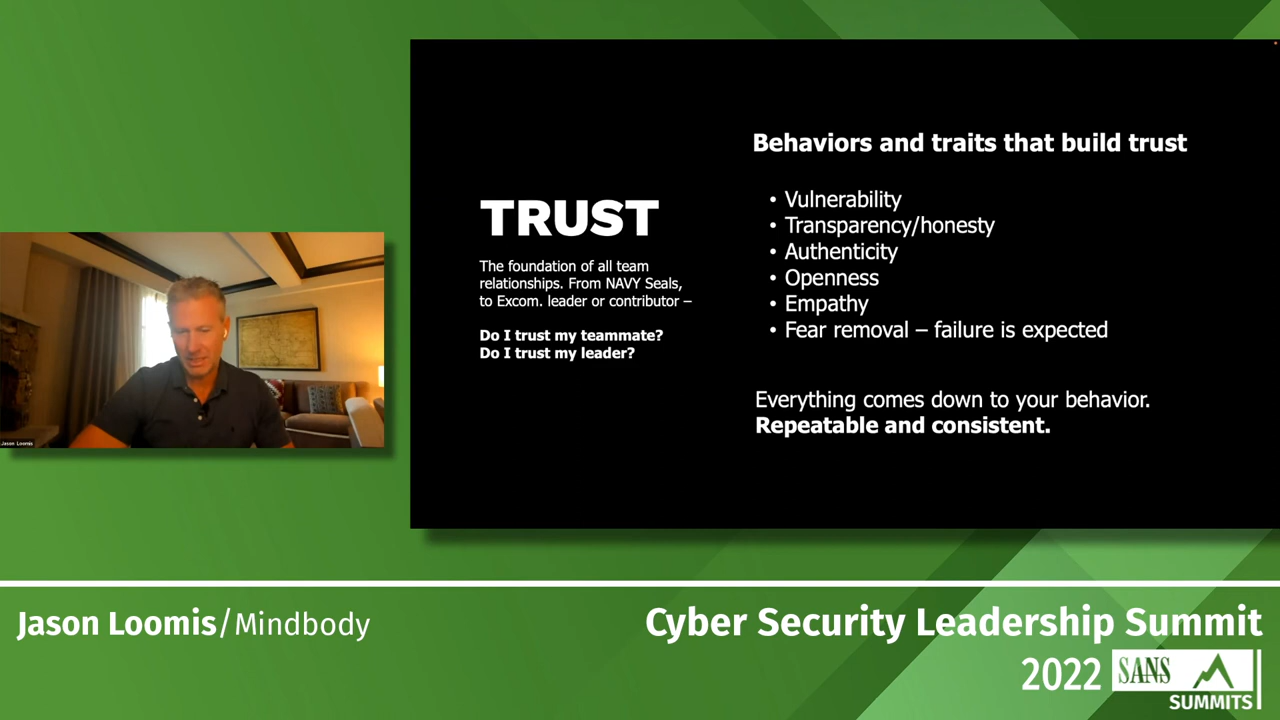 Behaviors and traits that build trust
• Vulnerability
• Transparency/honesty
• Authenticity
• Openness
• Empathy
• Fear removal – failure is expected
Everything comes down to your behavior.
Repeatable and consistent.
TRUST
The foundation of all team
relationships. From NAVY Seals,
to Excom. leader or contributor –
Do I trust my teammate?
Do I trust my leader?
Jason Loomis
Jason Loomis/Mindbody
Cyber Security Leadership Summit
2022 SANS
SUMMITS